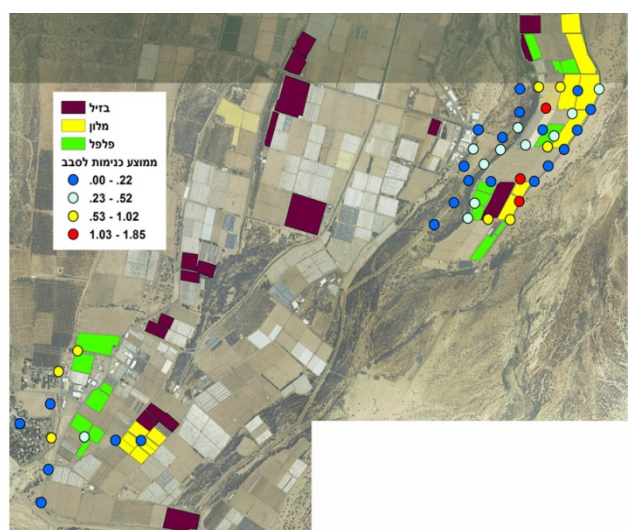 בזיל
מלון
פלפל
ממוצע כנימות לסבב
.00 - .22
.23 - .52
.53 - 1.02
1.03 - 1.85